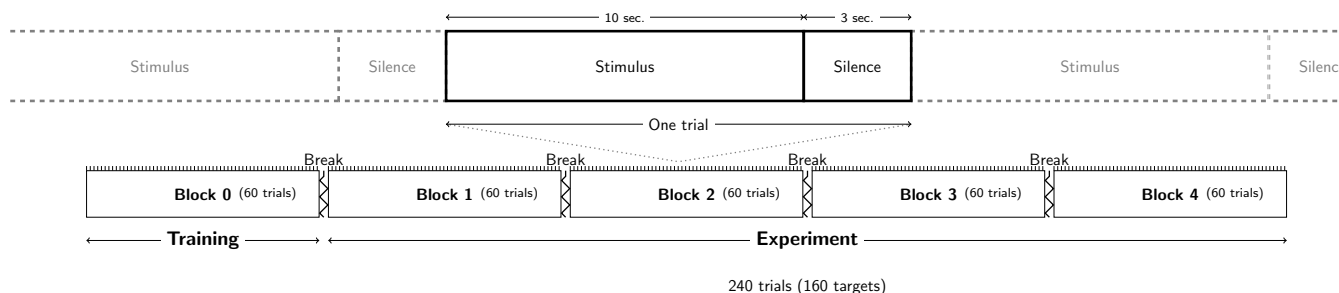 10 sec. 3 sec.
Stimulus Silence Stimulus Silence Stimulus Silenc
One trial
Break Break Break Break
Block 0 (60 trials) Block 1 (60 trials) Block 2 (60 trials) Block 3 (60 trials) Block 4 (60 trials)
Training Experiment
240 trials (160 targets)